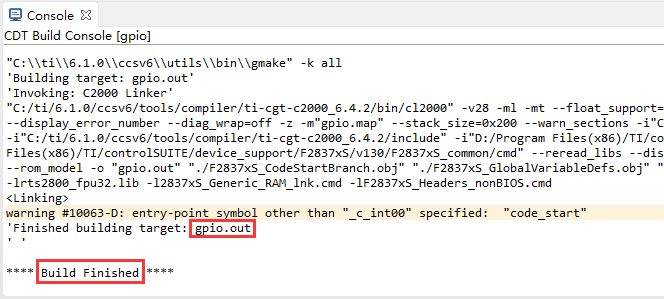 Console
CDT Build Console [gpio]
"C:\\ti\\6.1.0\\ccsv6\\utils\\bin\\gmake" -k all
'Building target: gpio.out'
'Invoking: C2000 Linker'
"C:/ti/6.1.0/ccsv6/tools/compiler/ti-cgt-c2000_6.4.2/bin/cl2000" -v28 -ml -mt --float_support=
--display_error_number --diag_wrap=off -z -m"gpio.map" --stack_size=0x200 --warn_sections -i"C
-i"C:/ti/6.1.0/ccsv6/tools/compiler/ti-cgt-c2000_6.4.2/include" -i"D:/Program Files(x86)/TI/co
Files(x86)/TI/controlSUITE/device_support/F2837xS/v130/F2837xS_common/cmd" --reread_libs --dis
--rom_model -o "gpio.out" "./F2837xS_CodeStartBranch.obj" "./F2837xS_GlobalVariableDefs.obj" "
-lrts2800_fpu32.lib -l2837xS_Generic_RAM_lnk.cmd -lF2837xS_Headers_nonBIOS.cmd
<Linking>
warning #10063-D: entry-point symbol other than "_c_int00" specified:  "code_start"
'Finished building target: gpio.out
' '
**** Build Finished ****